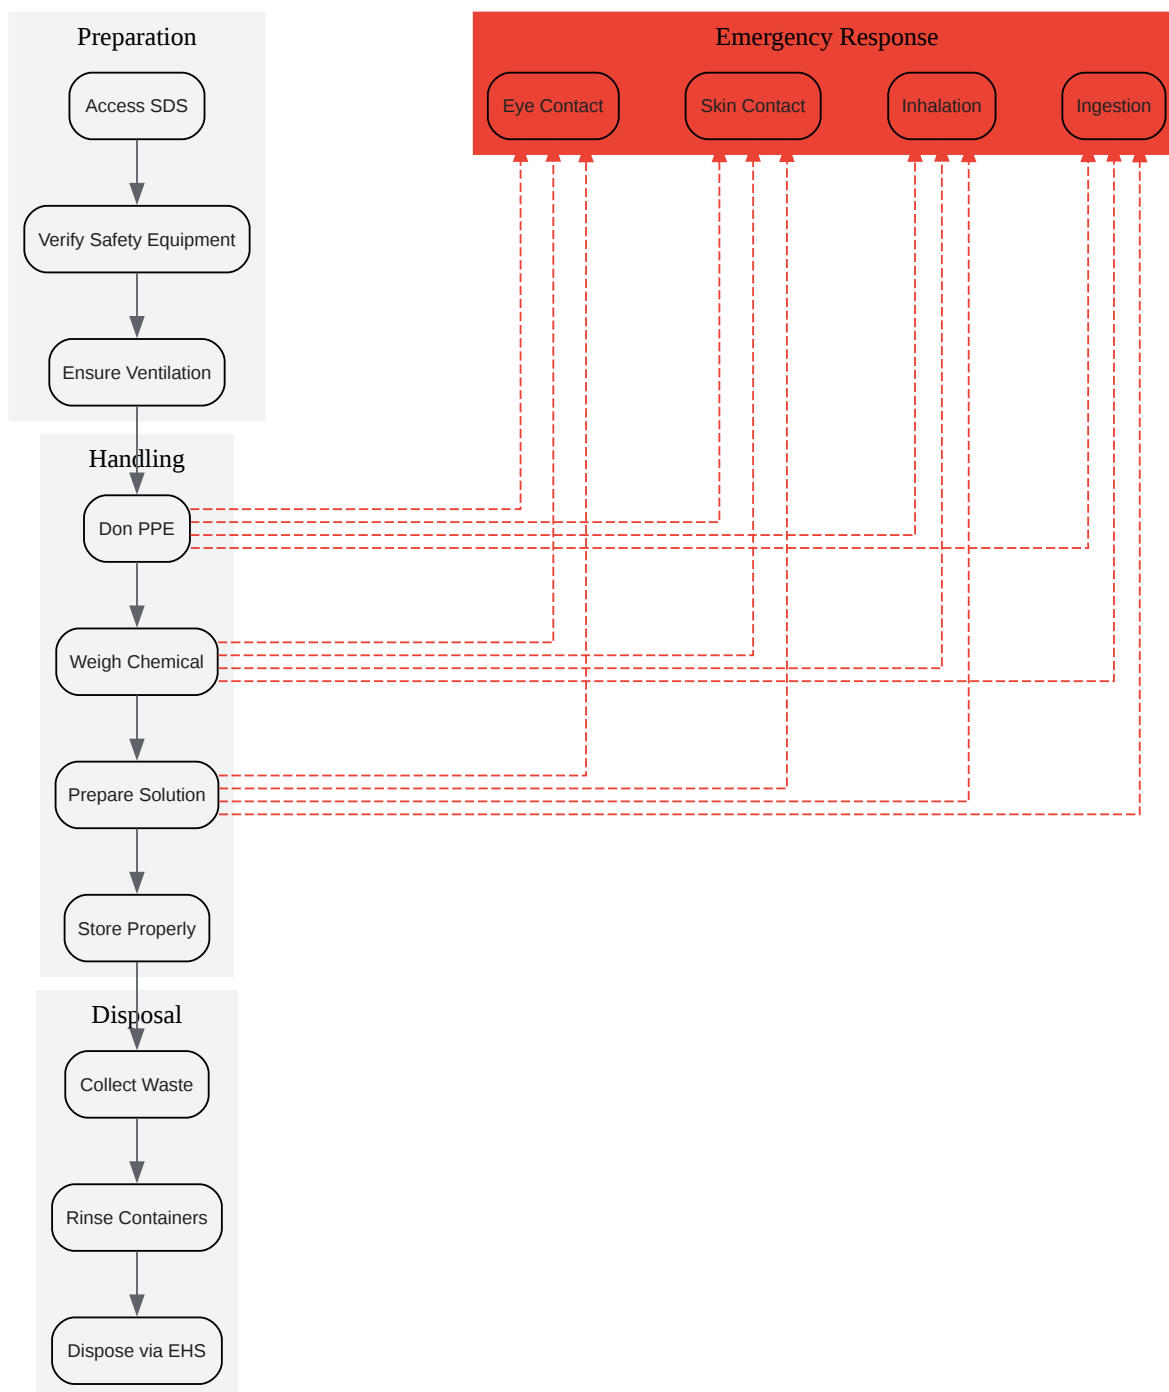 Preparation
Access SDS
Verify Safety Equipment
Ensure Ventilation
Emergency Response
Eye Contact
Skin Contact
Inhalation
Ingestion
Handling
Don PPE
Weigh Chemical
Prepare Solution
Store Properly
Disposal
Collect Waste
Rinse Containers
Dispose via EHS